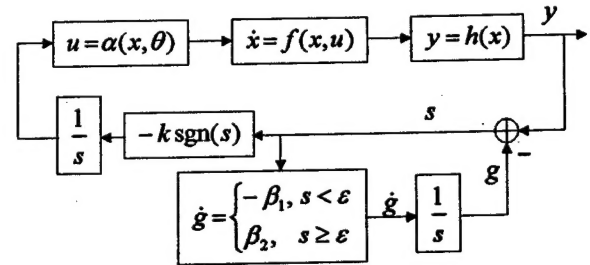 y
u = α(x,θ)
ẋ = f(x,u)
y = h(x)
1
s
−k sgn(s)
s
−
g
ġ = { −β₁, s < ε
β₂, s ≥ ε
ġ
1
s